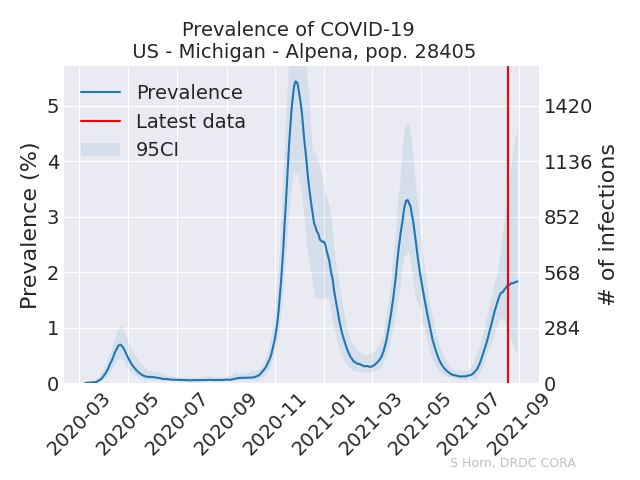 Prevalence of COVID-19
US - Michigan - Alpena, pop. 28405
Prevalence
Latest data
95CI
Prevalence (%)
5
4
3
2
1
0
1420
1136
852
568
284
0
# of infections
2020-03
2020-05
2020-07
2020-09
2020-11
2021-01
2021-03
2021-05
2021-07
2021-09
S Horn, DRDC CORA